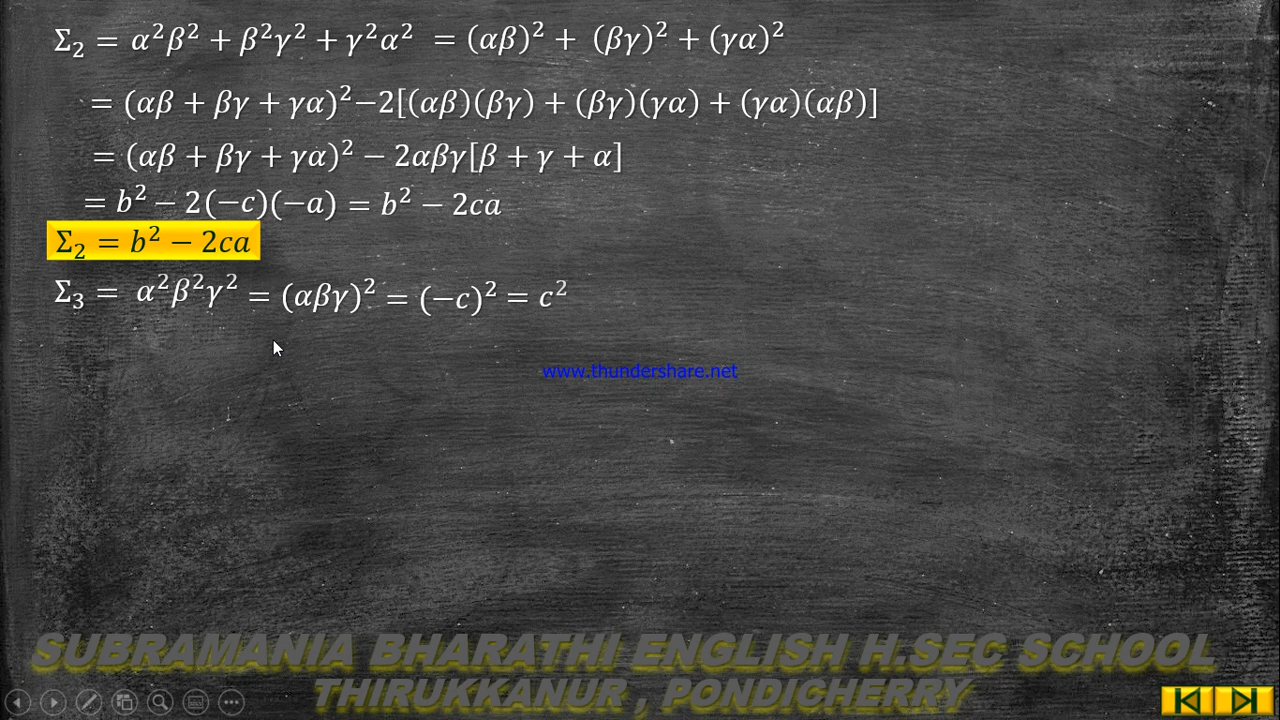 Σ₂ = α²β² + β²γ² + γ²α² = (αβ)² + (βγ)² + (γα)²
= (αβ + βγ + γα)²−2[(αβ)(βγ) + (βγ)(γα) + (γα)(αβ)]
= (αβ + βγ + γα)² − 2αβγ[β + γ + α]
= b² − 2(−c)(−a) = b² − 2ca
Σ₂ = b² − 2ca
Σ₃ = α²β²γ² = (αβγ)² = (−c)² = c²
www.thundershare.net
SUBRAMANIA BHARATHI ENGLISH H.SEC SCHOOL
THIRUKKANUR , PONDICHERRY